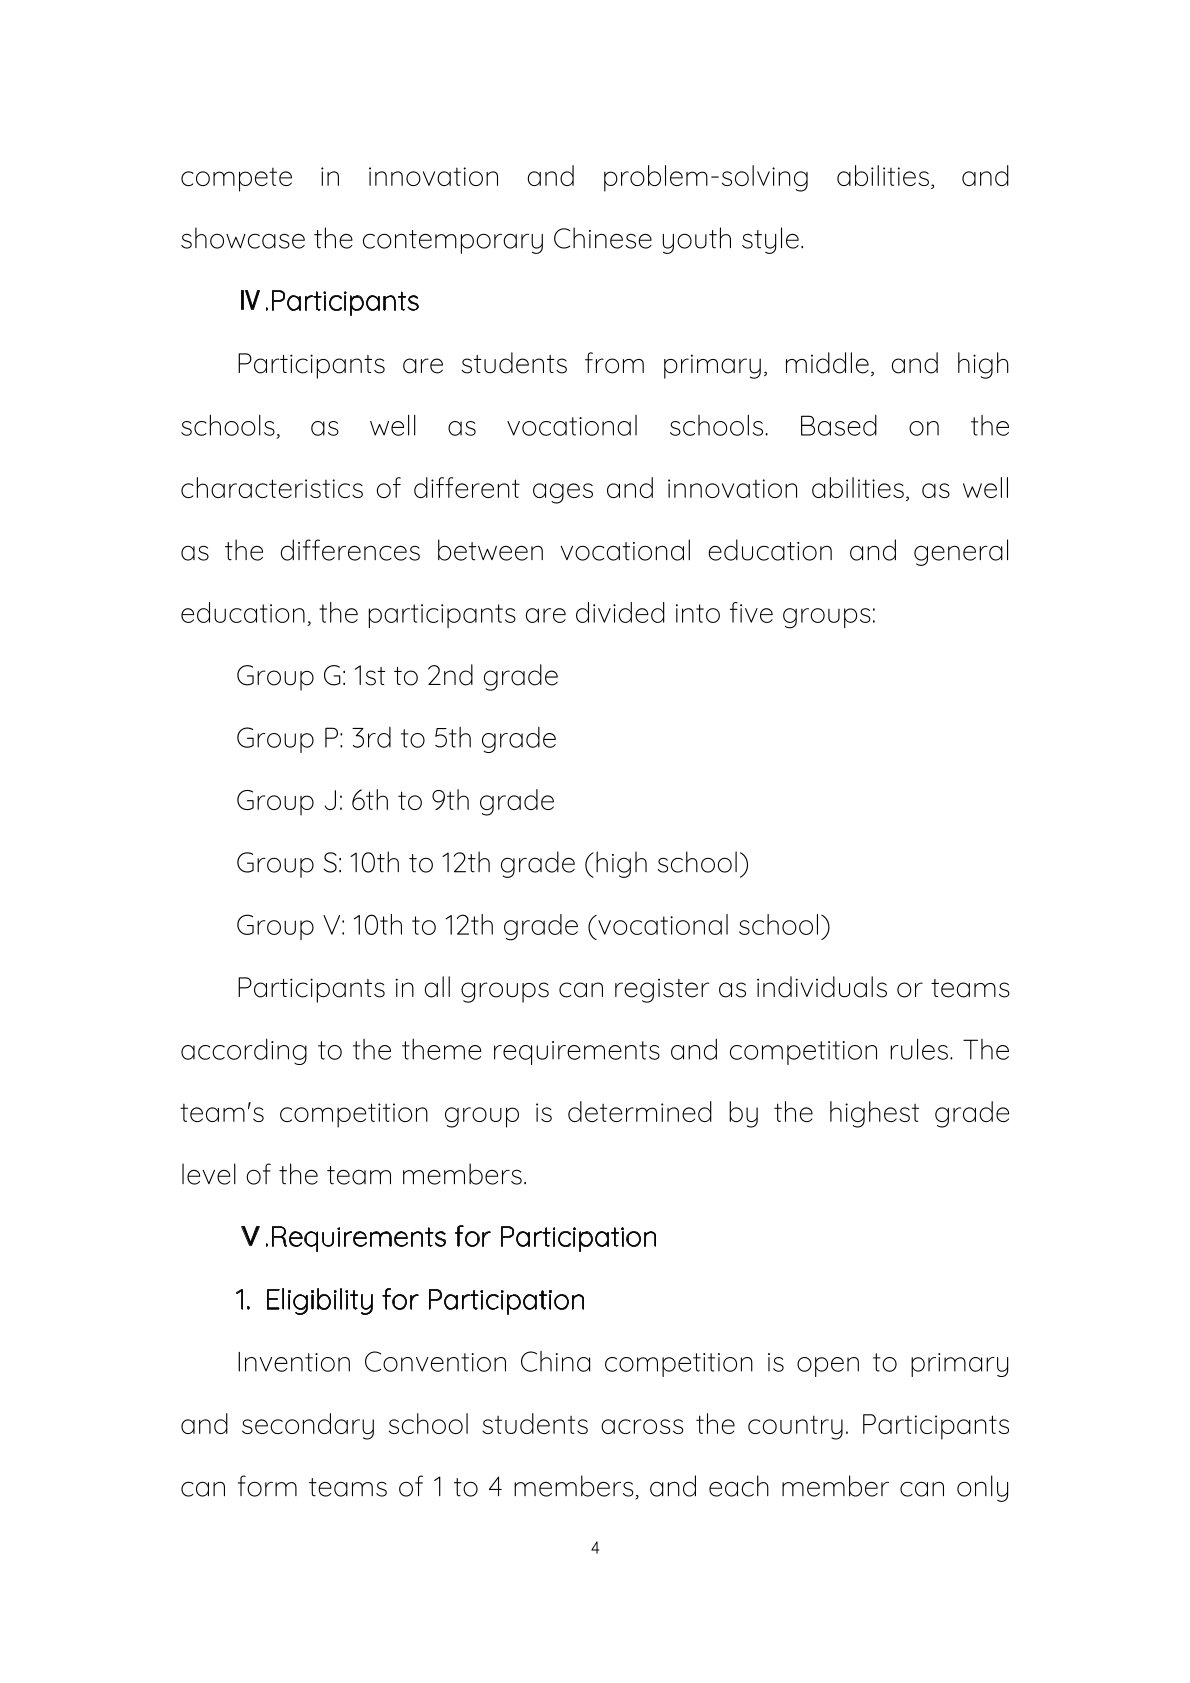 compete in innovation and problem-solving abilities, and
showcase the contemporary Chinese youth style.
Ⅳ.Participants
Participants are students from primary, middle, and high
schools, as well as vocational schools. Based on the
characteristics of different ages and innovation abilities, as well
as the differences between vocational education and general
education, the participants are divided into five groups:
Group G: 1st to 2nd grade
Group P: 3rd to 5th grade
Group J: 6th to 9th grade
Group S: 10th to 12th grade (high school)
Group V: 10th to 12th grade (vocational school)
Participants in all groups can register as individuals or teams
according to the theme requirements and competition rules. The
team's competition group is determined by the highest grade
level of the team members.
Ⅴ.Requirements for Participation
1. Eligibility for Participation
Invention Convention China competition is open to primary
and secondary school students across the country. Participants
can form teams of 1 to 4 members, and each member can only
4